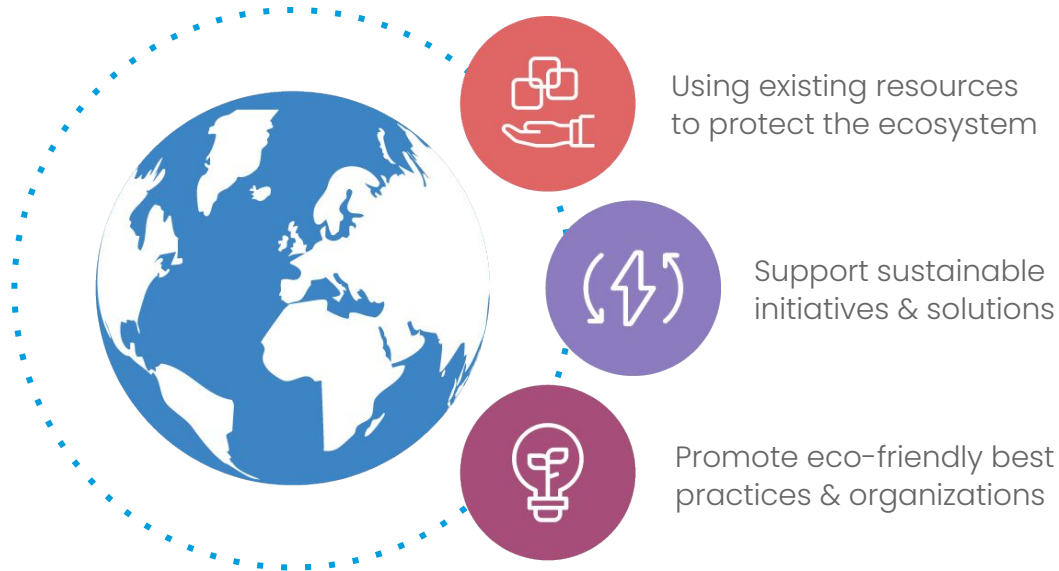 Using existing resources
to protect the ecosystem
Support sustainable
initiatives & solutions
Promote eco-friendly best
practices & organizations